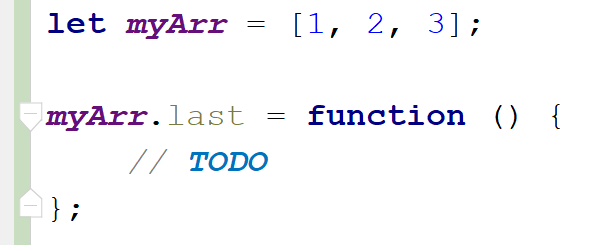 let myArr = [1, 2, 3];
myArr.last = function () {
// TODO
};